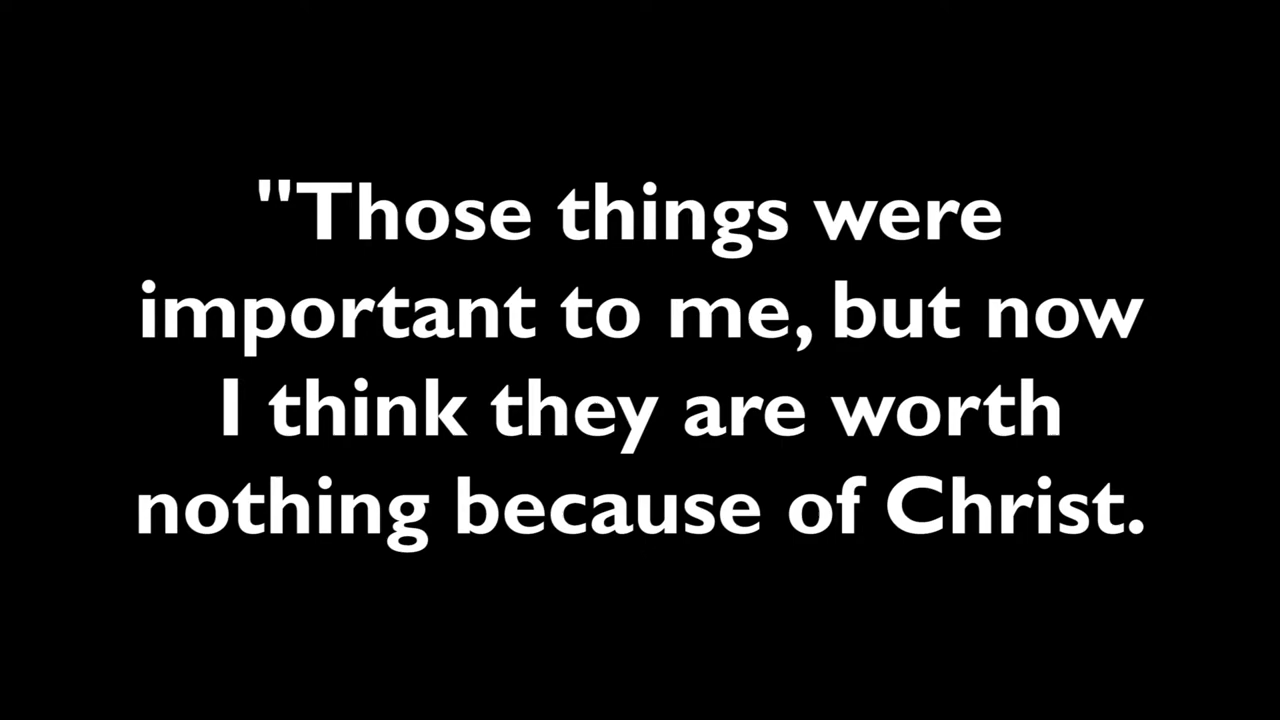 "Those things were
important to me, but now
I think they are worth
nothing because of Christ.